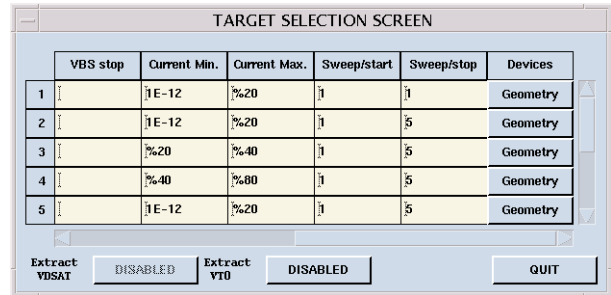 TARGET SELECTION SCREEN
VBS stop Current Min. Current Max. Sweep/start Sweep/stop Devices
1 1E-12 %20 1 1 Geometry
2 1E-12 %20 1 5 Geometry
3 %20 %40 1 5 Geometry
4 %40 %80 1 5 Geometry
5 1E-12 %20 1 5 Geometry
Extract VDSAT DISABLED Extract VT0 DISABLED QUIT